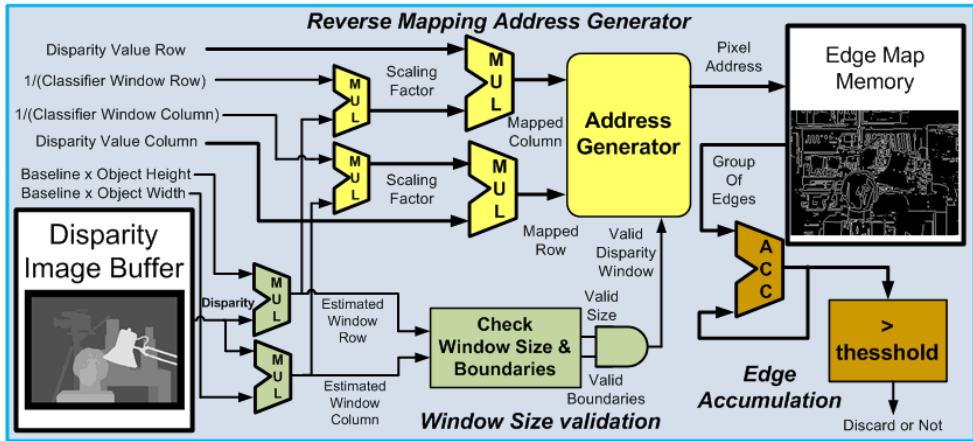 Reverse Mapping Address Generator
Disparity Value Row
1/(Classifier Window Row)
1/(Classifier Window Column)
Disparity Value Column
Baseline x Object Height
Baseline x Object Width
MUL
Scaling
Factor
MUL
Scaling
Factor
MUL
Mapped
Column
MUL
Mapped
Row
Address
Generator
Pixel
Address
Edge Map
Memory
Group
Of
Edges
Valid
Disparity
Window
Disparity
Image Buffer
Disparity
MUL
MUL
Estimated
Window
Row
Estimated
Window
Column
Check
Window Size &
Boundaries
Valid
Size
Valid
Boundaries
Window Size validation
ACC
Edge
Accumulation
>
thesshold
Discard or Not